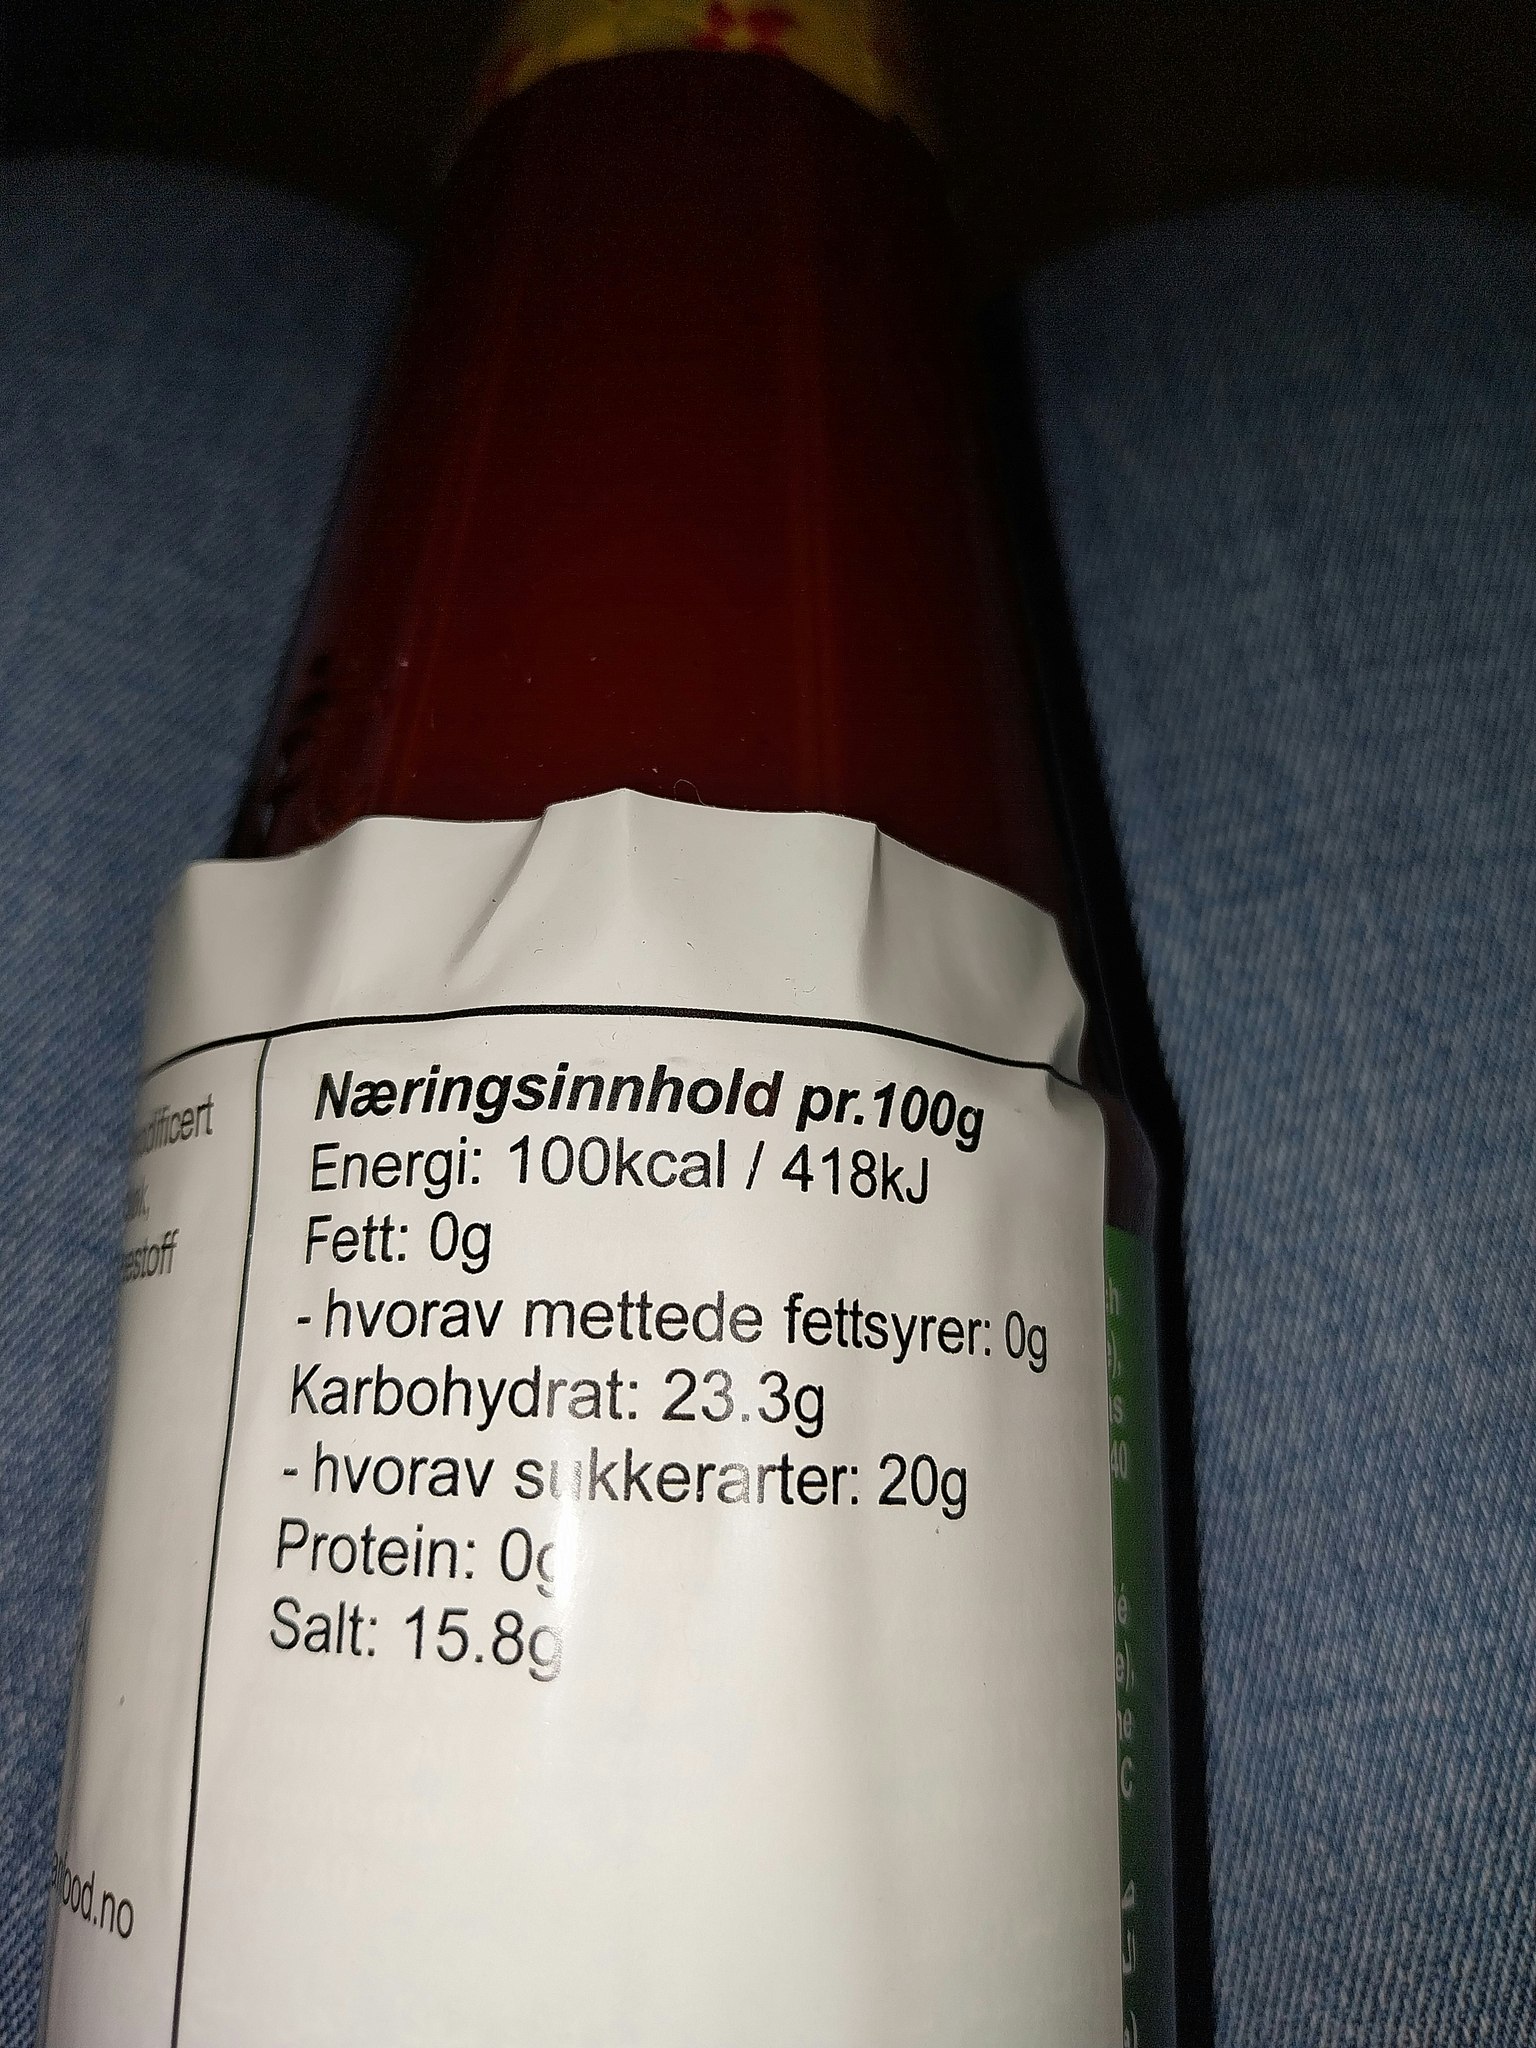 Næringsinnhold pr.100g
Energi: 100kcal / 418kJ
Fett: 0g
- hvorav mettede fettsyrer: 0g
Karbohydrat: 23.3g
- hvorav sukkerarter: 20g
Protein: 0g
Salt: 15.8g